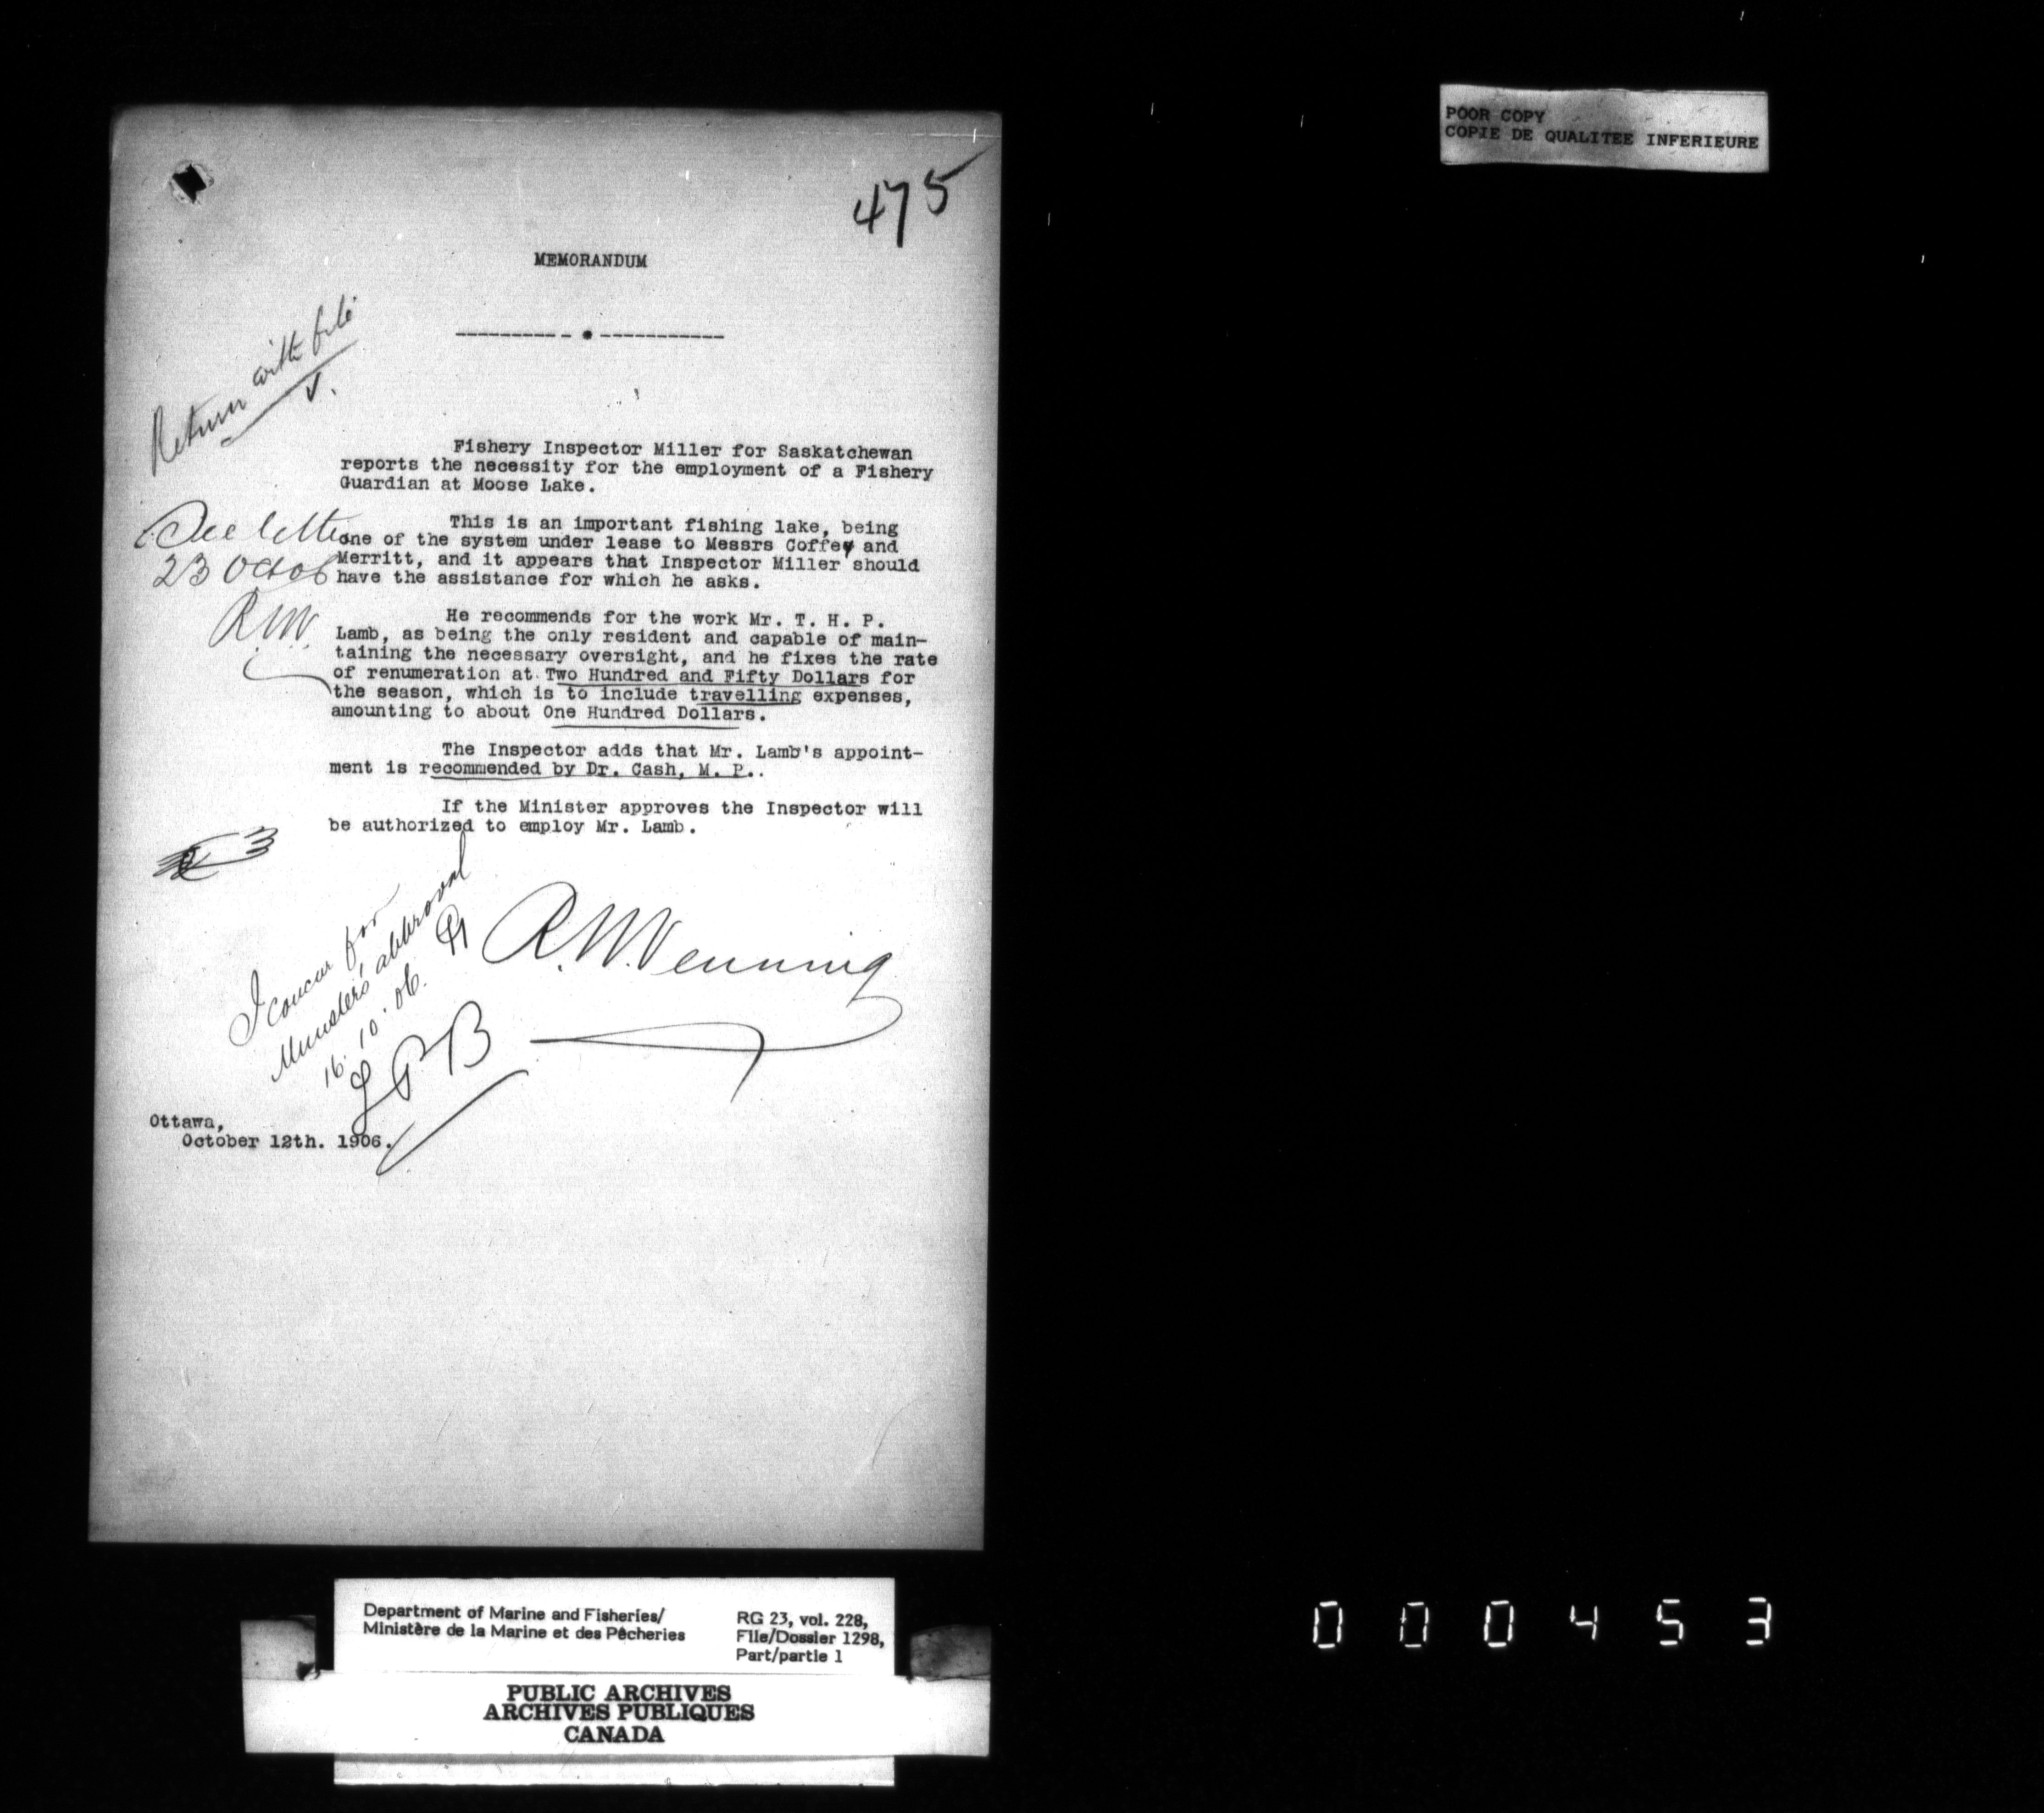 POOR COPY
COPIE DE QUALITEE INFERIEURE
475
MEMORANDUM
Return with file
V.
Fishery Inspector Miller for Saskatchewan
reports the necessity for the employment of a Fishery
Guardian at Moose Lake.
See letter
23 Oct 06
R.W.
This is an important fishing lake, being
one of the system under lease to Messrs Coffey and
Merritt, and it appears that Inspector Miller should
have the assistance for which he asks.
He recommends for the work Mr. T. H. P.
Lamb, as being the only resident and capable of main-
taining the necessary oversight, and he fixes the rate
of renumeration at Two Hundred and Fifty Dollars for
the season, which is to include travelling expenses,
amounting to about One Hundred Dollars.
The Inspector adds that Mr. Lamb's appoint-
ment is recommended by Dr. Cash, M. P..
If the Minister approves the Inspector will
be authorized to employ Mr. Lamb.
I concur for
Minister's approval
16.10.06.
R.W.Venning
Ottawa,
October 12th. 1906.
Department of Marine and Fisheries/
Ministère de la Marine et des Pêcheries
RG 23, vol. 228,
File/Dossier 1298,
Part/partie 1
PUBLIC ARCHIVES
ARCHIVES PUBLIQUES
CANADA
000453